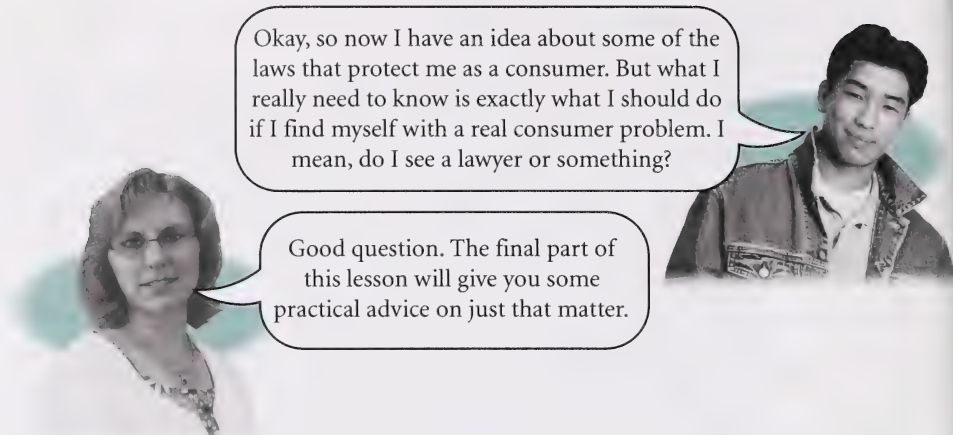 Okay, so now I have an idea about some of the
laws that protect me as a consumer. But what I
really need to know is exactly what I should do
if I find myself with a real consumer problem. I
mean, do I see a lawyer or something?
Good question. The final part of
this lesson will give you some
practical advice on just that matter.